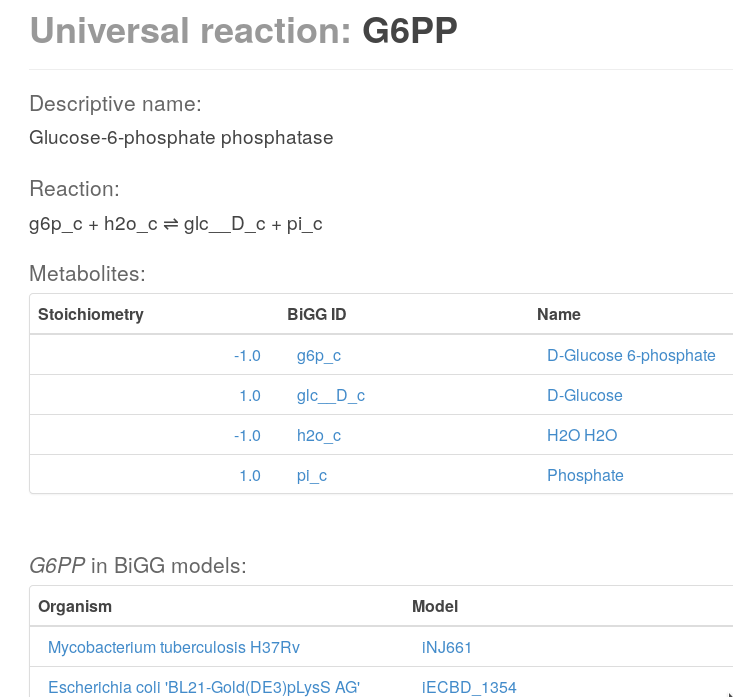 Universal reaction: G6PP
Descriptive name:
Glucose-6-phosphate phosphatase
Reaction:
g6p_c + h2o_c ⇌ glc__D_c + pi_c
Metabolites:
Stoichiometry BiGG ID Name
-1.0 g6p_c D-Glucose 6-phosphate
1.0 glc__D_c D-Glucose
-1.0 h2o_c H2O H2O
1.0 pi_c Phosphate
G6PP in BiGG models:
Organism Model
Mycobacterium tuberculosis H37Rv iNJ661
Escherichia coli 'BL21-Gold(DE3)pLysS AG' iECBD_1354